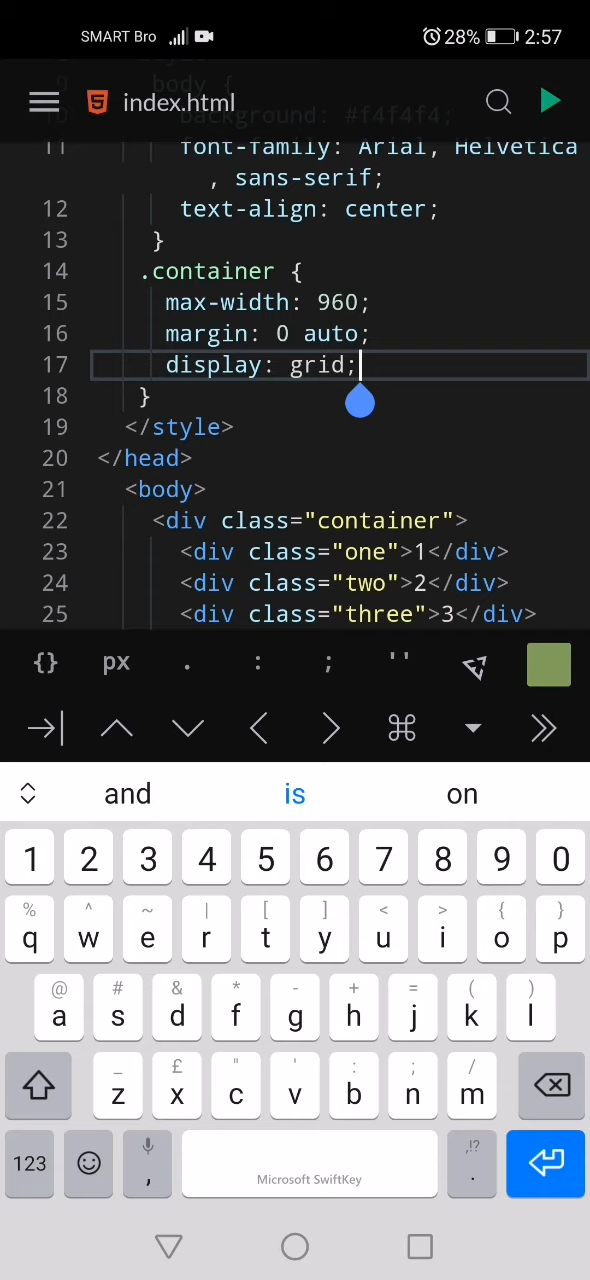 SMART Bro 28% 2:57
body {
index.html
background: #f4f4f4;
11 font-family: Arial, Helvetica
, sans-serif;
12 text-align: center;
13 }
14 .container {
15 max-width: 960;
16 margin: 0 auto;
17 display: grid;
18 }
19 </style>
20 </head>
21 <body>
22 <div class="container">
23 <div class="one">1</div>
24 <div class="two">2</div>
25 <div class="three">3</div>
{} px . : ; ''
and is on
1 2 3 4 5 6 7 8 9 0
% ^ ~ | [ ] < > { }
q w e r t y u i o p
@ # & * - + = ( )
a s d f g h j k l
_ £ " ' : ; /
z x c v b n m
,!?
123 , Microsoft SwiftKey .